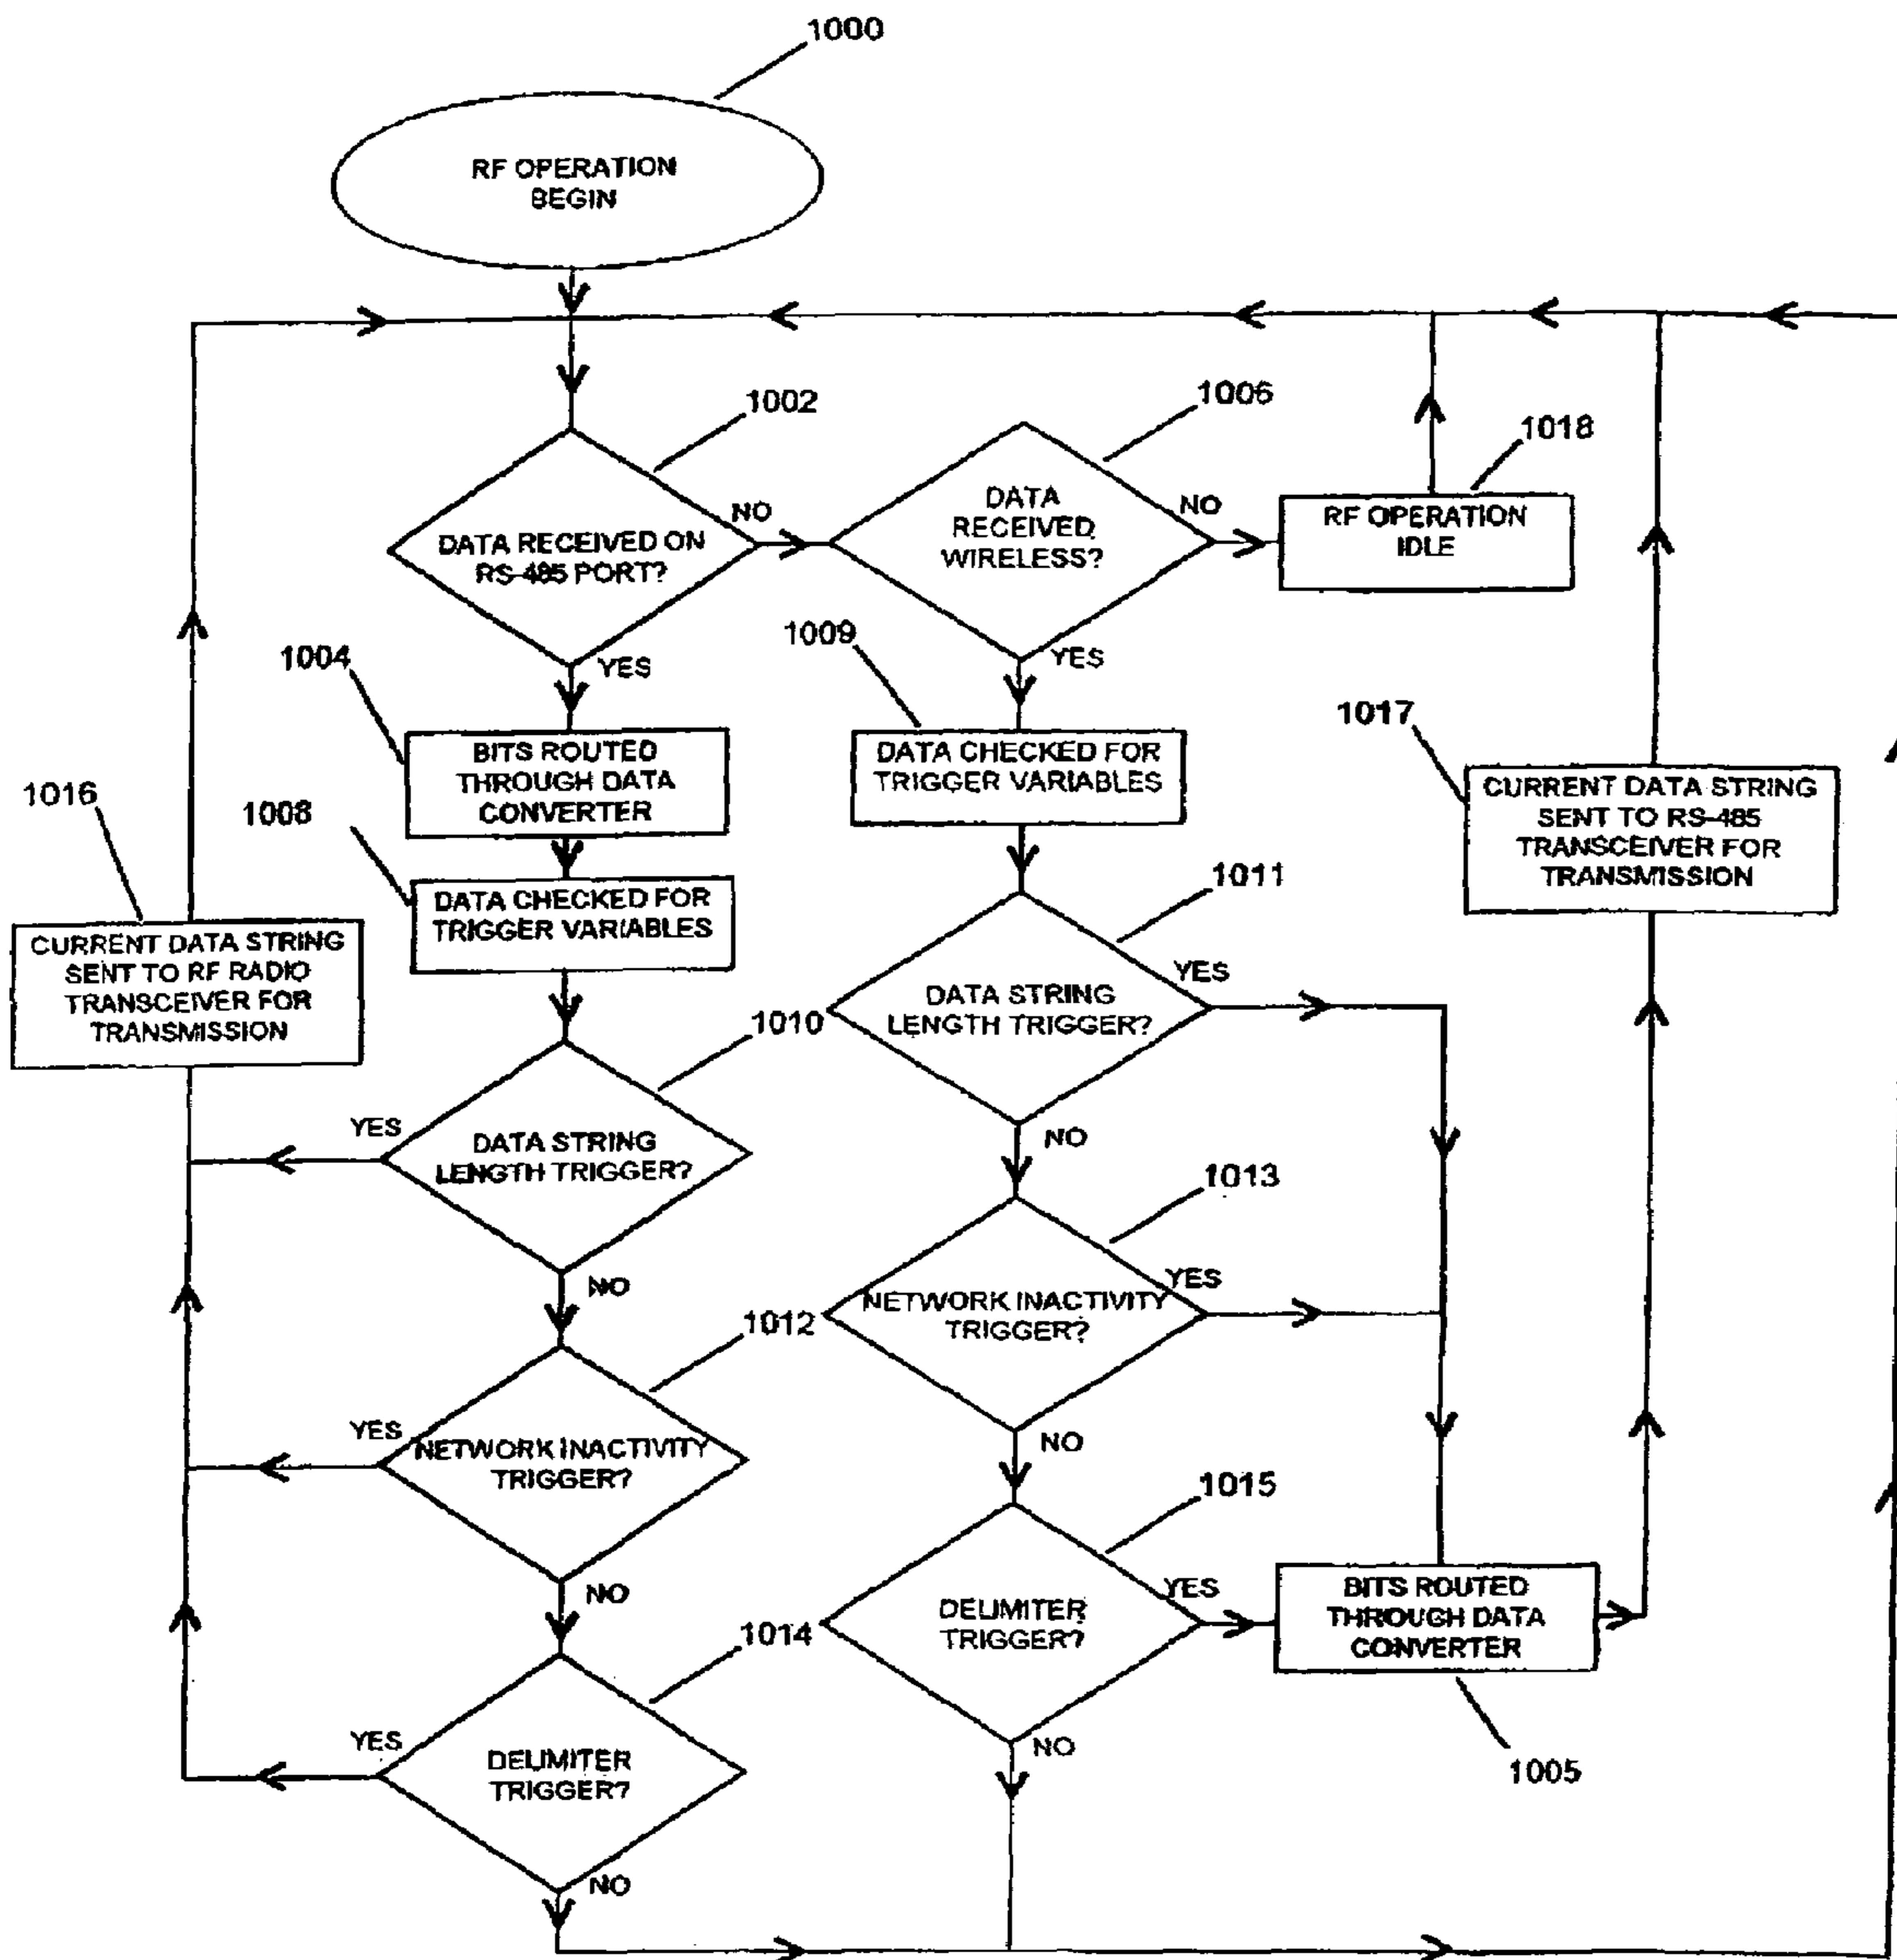 1000
RF OPERATION
BEGIN
1002
DATA RECEIVED ON
RS-485 PORT?
NO
YES
1006
DATA
RECEIVED
WIRELESS?
NO
YES
1018
RF OPERATION
IDLE
1004
BITS ROUTED
THROUGH DATA
CONVERTER
1009
DATA CHECKED FOR
TRIGGER VARIABLES
1017
CURRENT DATA STRING
SENT TO RS-485
TRANSCEIVER FOR
TRANSMISSION
1016
CURRENT DATA STRING
SENT TO RF RADIO
TRANSCEIVER FOR
TRANSMISSION
1008
DATA CHECKED FOR
TRIGGER VARIABLES
1011
DATA STRING
LENGTH TRIGGER?
YES
NO
1010
DATA STRING
LENGTH TRIGGER?
YES
NO
1013
NETWORK INACTIVITY
TRIGGER?
YES
NO
1012
NETWORK INACTIVITY
TRIGGER?
YES
NO
1015
DELIMITER
TRIGGER?
YES
NO
BITS ROUTED
THROUGH DATA
CONVERTER
1005
1014
DELIMITER
TRIGGER?
YES
NO